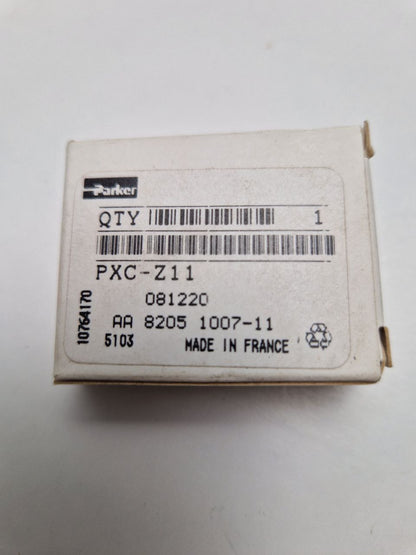 Parker
QTY 1
PXC-Z11
081220
AA 8205 1007-11
5103 MADE IN FRANCE
10764170